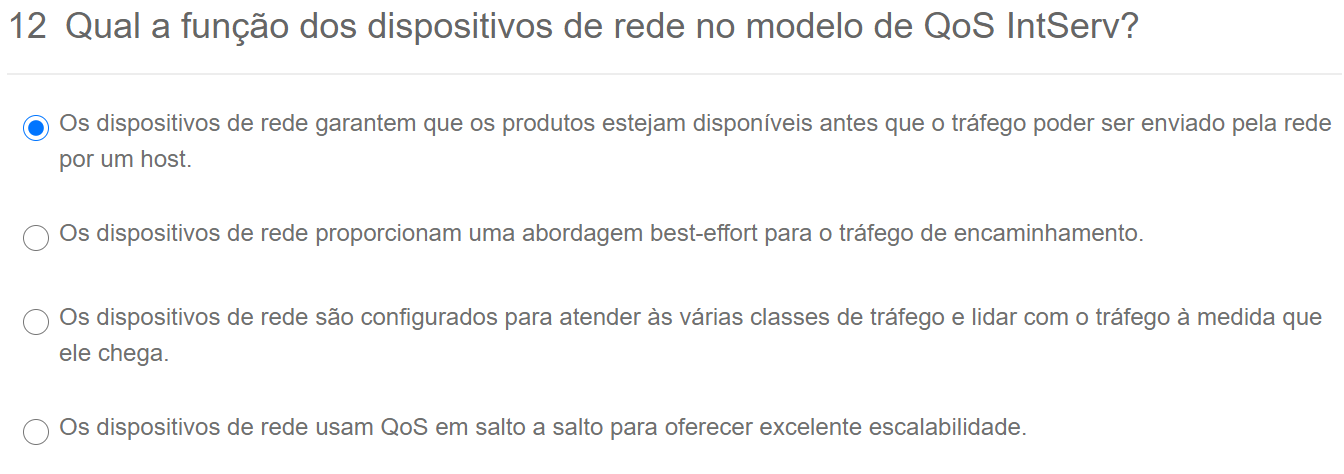 12 Qual a função dos dispositivos de rede no modelo de QoS IntServ?
Os dispositivos de rede garantem que os produtos estejam disponíveis antes que o tráfego poder ser enviado pela rede
por um host.
Os dispositivos de rede proporcionam uma abordagem best-effort para o tráfego de encaminhamento.
Os dispositivos de rede são configurados para atender às várias classes de tráfego e lidar com o tráfego à medida que
ele chega.
Os dispositivos de rede usam QoS em salto a salto para oferecer excelente escalabilidade.